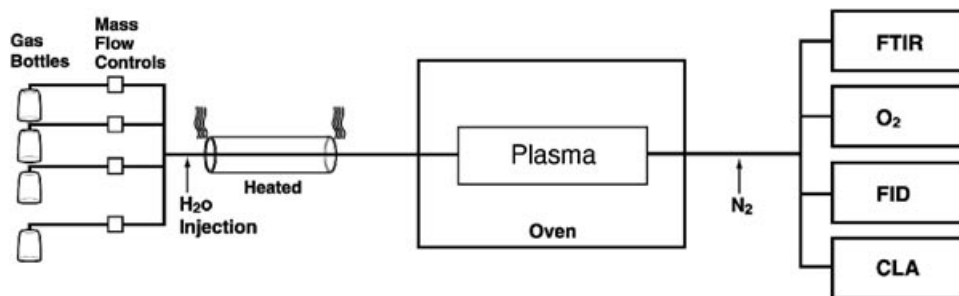 Gas
Bottles
Mass
Flow
Controls
H₂o
Injection
Heated
Plasma
Oven
N₂
FTIR
O₂
FID
CLA